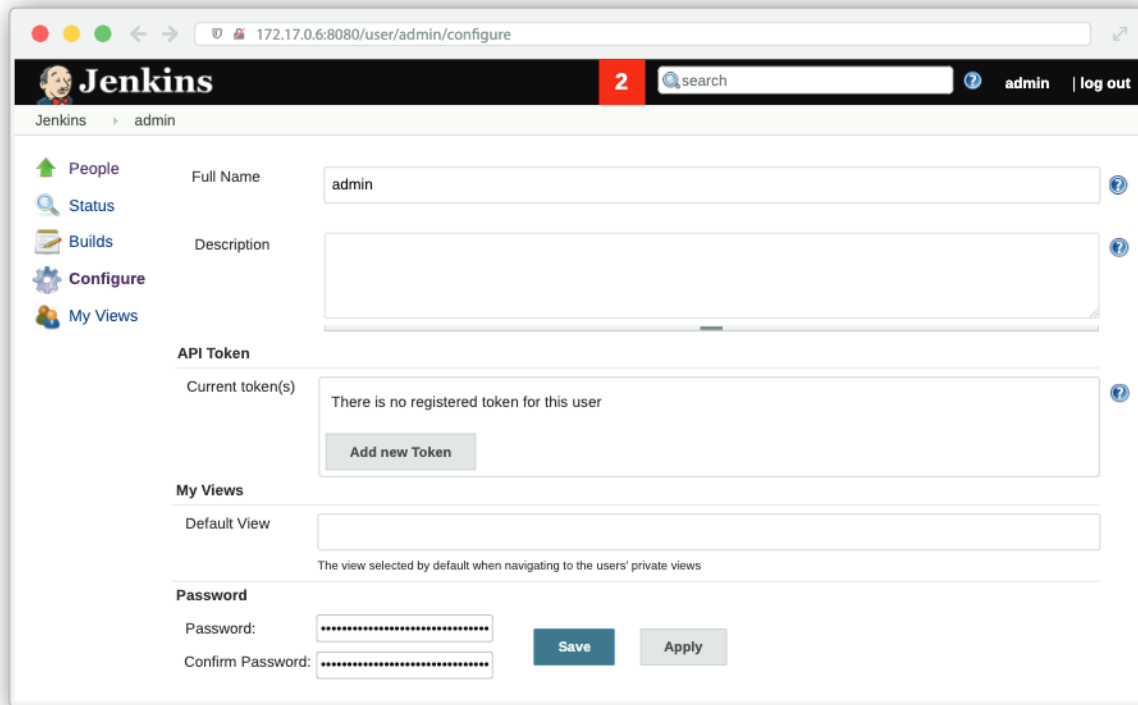 172.17.0.6:8080/user/admin/configure
Jenkins
2
search
admin
| log out
Jenkins
admin
People
Status
Builds
Configure
My Views
Full Name
admin
Description
API Token
Current token(s)
There is no registered token for this user
Add new Token
My Views
Default View
The view selected by default when navigating to the users' private views
Password
Password:
Confirm Password:
Save
Apply